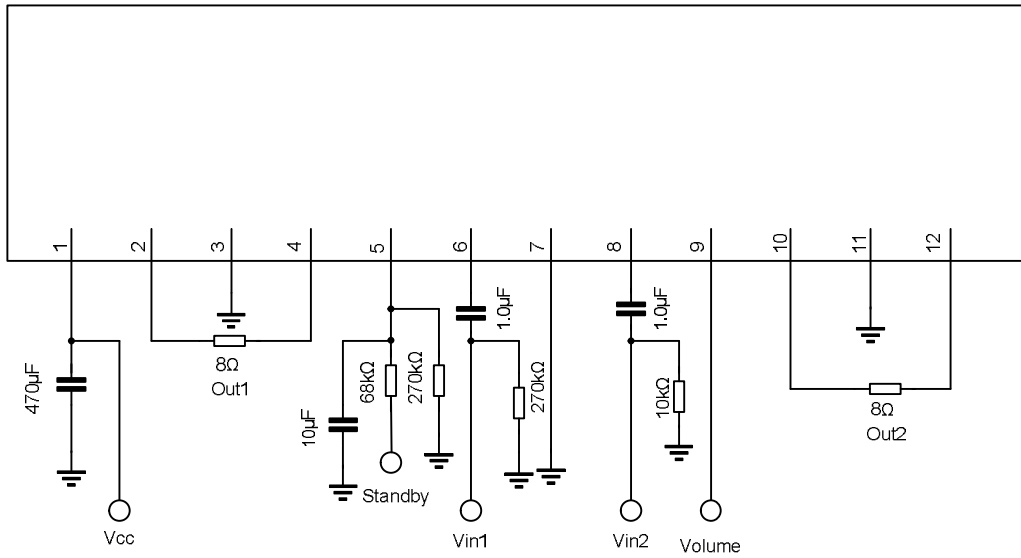 1
2
3
4
5
6
7
8
9
10
11
12
470µF
8Ω
Out1
10µF
68kΩ
270kΩ
1.0µF
270kΩ
1.0µF
10kΩ
8Ω
Out2
Standby
Vcc
Vin1
Vin2
Volume